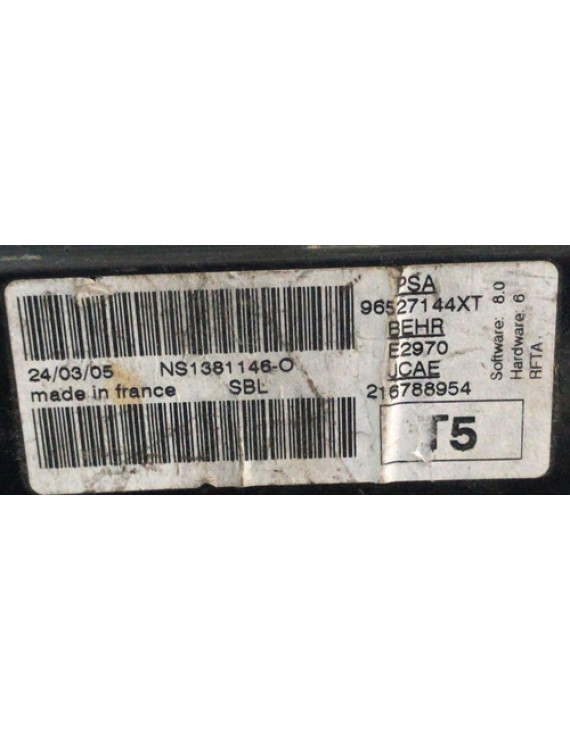 24/03/05 NS1381146-O
made in france SBL
PSA
96527144XT
BEHR
E2970
JCAE
216788954
T5
Software: 8.0
Hardware: 6
RFTA